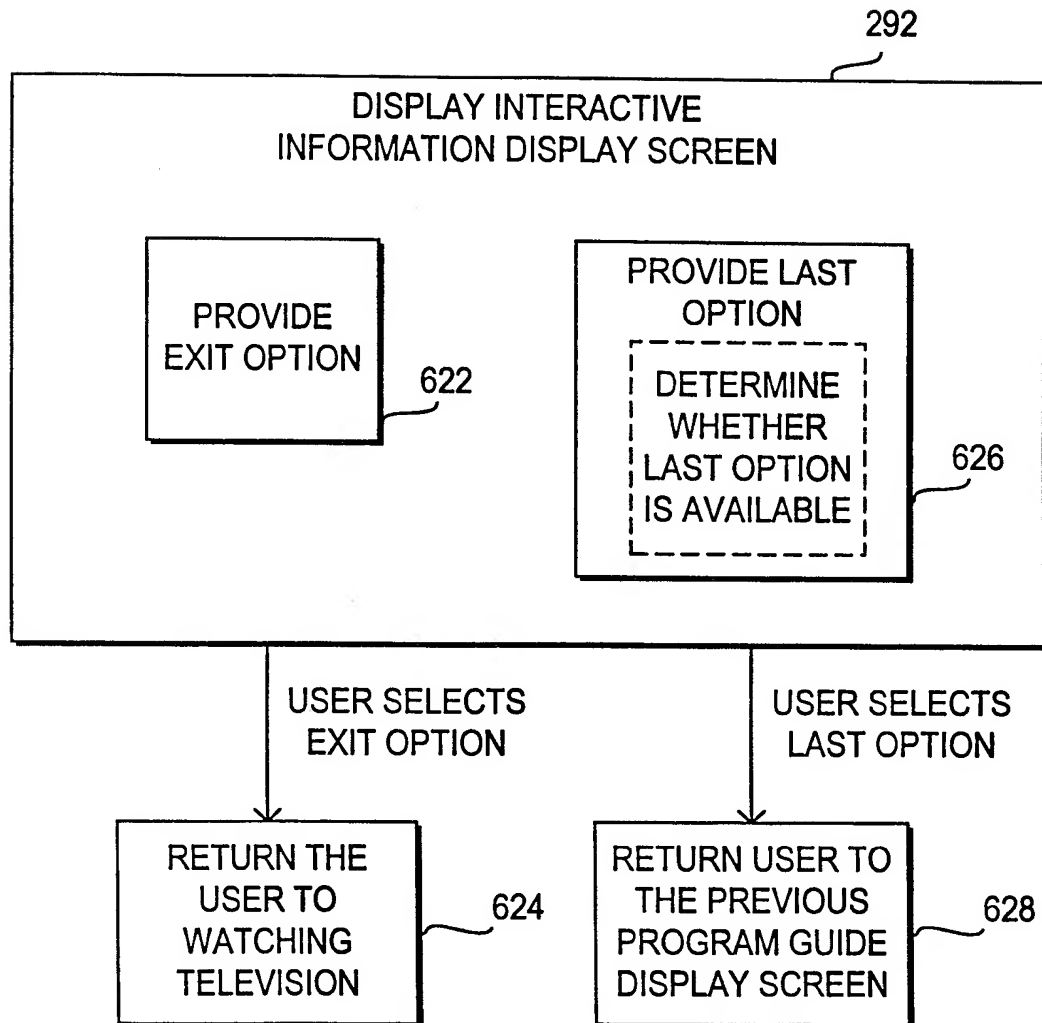 292
DISPLAY INTERACTIVE
INFORMATION DISPLAY SCREEN
PROVIDE
EXIT OPTION
622
PROVIDE LAST
OPTION
DETERMINE
WHETHER
LAST OPTION
IS AVAILABLE
626
USER SELECTS
EXIT OPTION
USER SELECTS
LAST OPTION
RETURN THE
USER TO
WATCHING
TELEVISION
624
RETURN USER TO
THE PREVIOUS
PROGRAM GUIDE
DISPLAY SCREEN
628